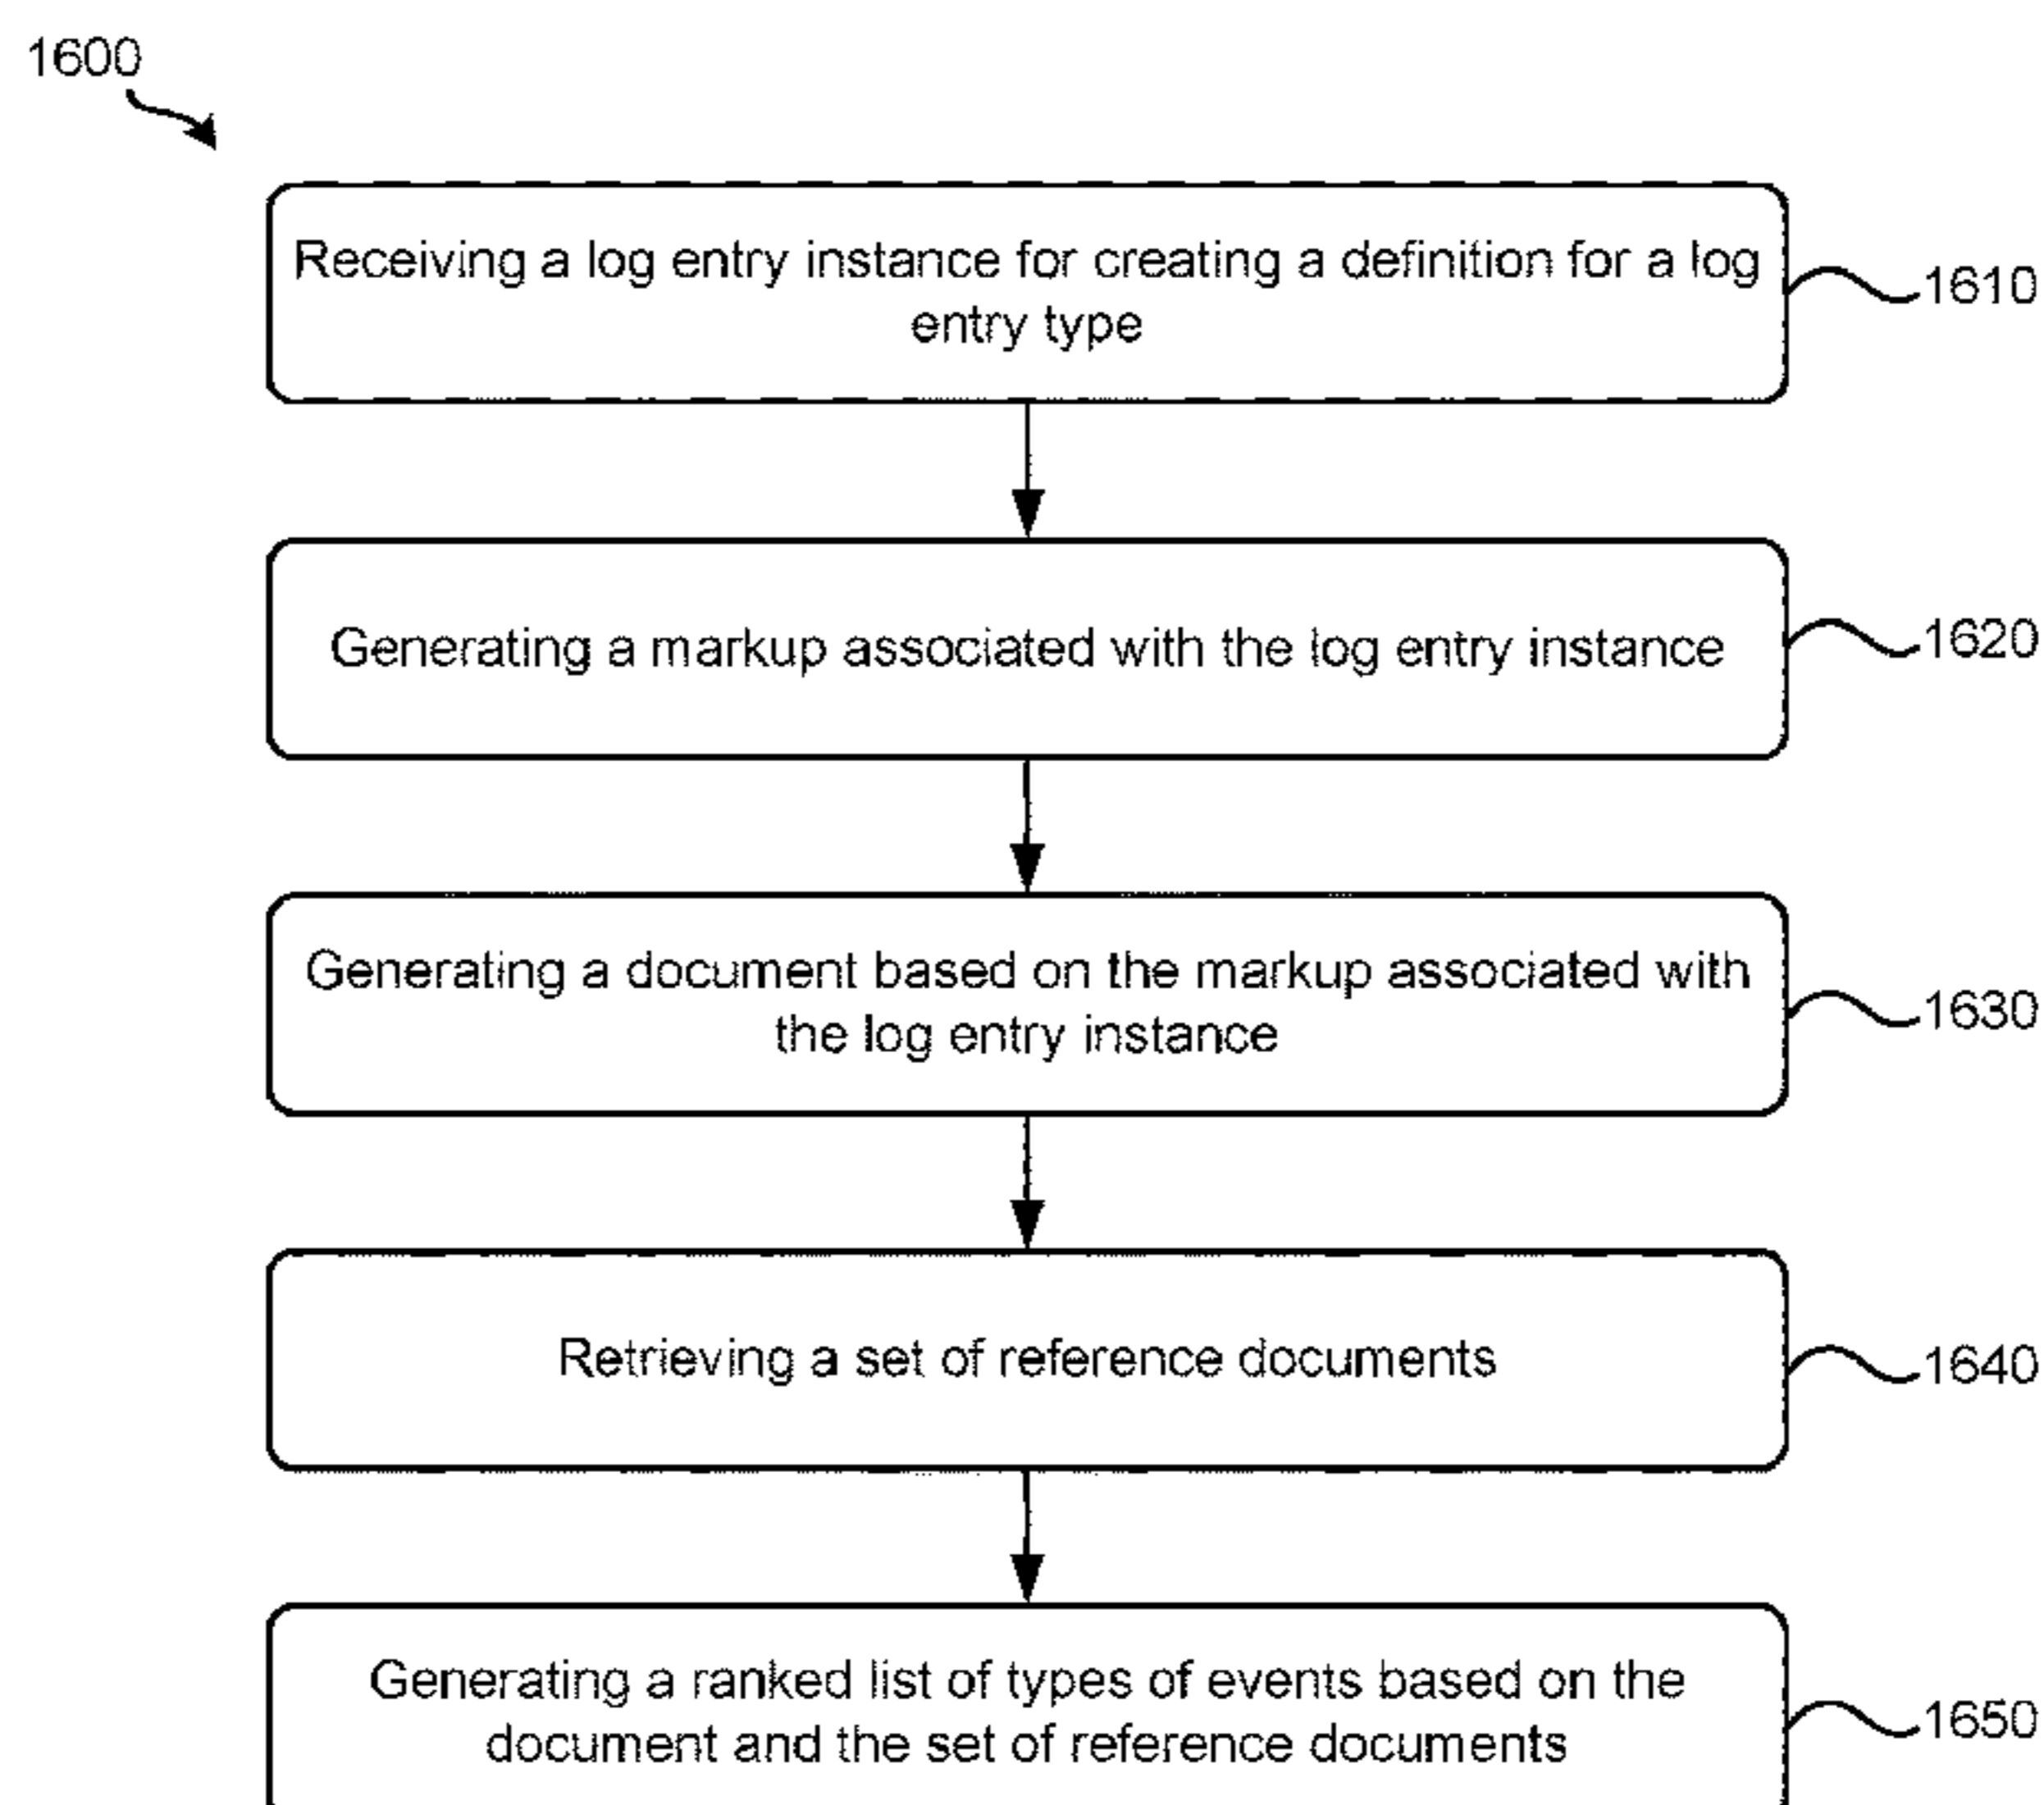 1600
Receiving a log entry instance for creating a definition for a log
entry type
1610
Generating a markup associated with the log entry instance
1620
Generating a document based on the markup associated with
the log entry instance
1630
Retrieving a set of reference documents
1640
Generating a ranked list of types of events based on the
document and the set of reference documents
1650